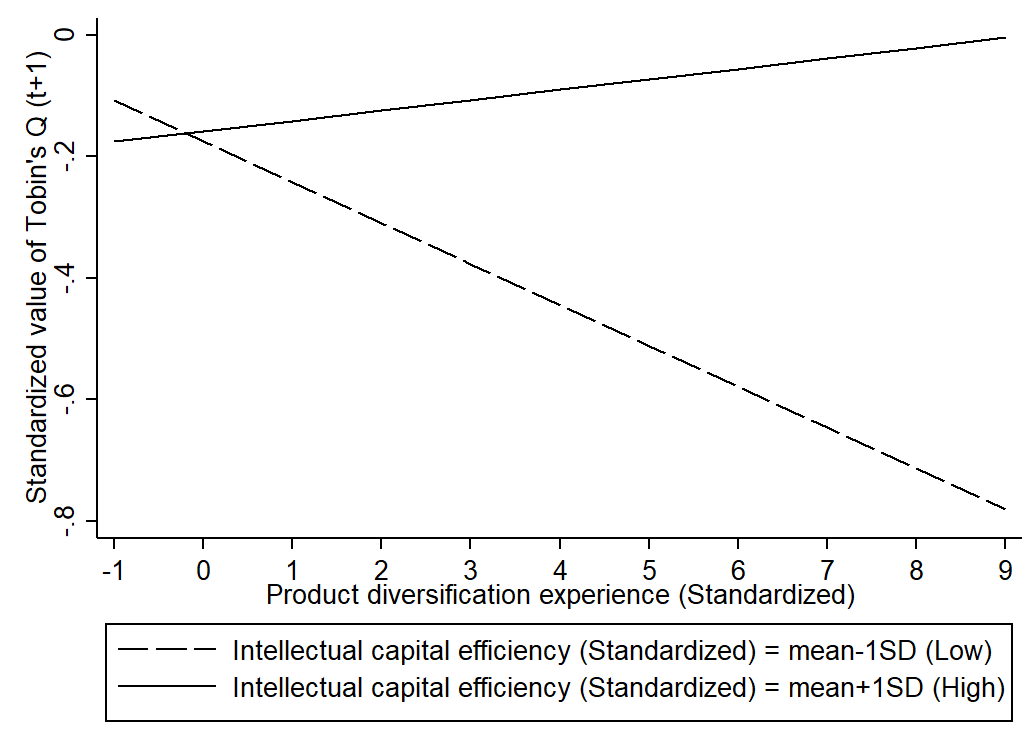 Standardized value of Tobin's Q (t+1)
0
-.2
-.4
-.6
-.8
-1 0 1 2 3 4 5 6 7 8 9
Product diversification experience (Standardized)
Intellectual capital efficiency (Standardized) = mean-1SD (Low)
Intellectual capital efficiency (Standardized) = mean+1SD (High)